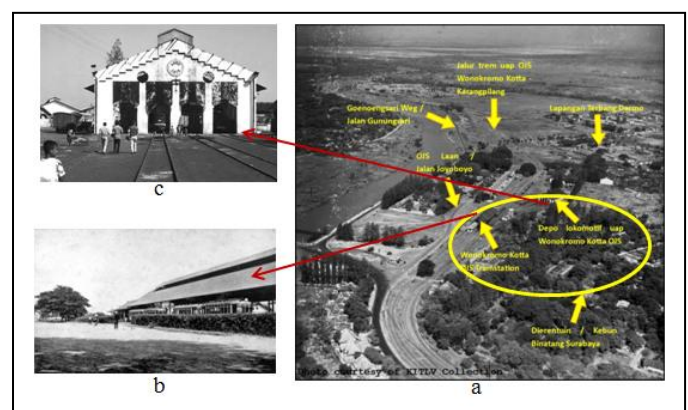 c
b
Jalur trem uap OJS
Wonokromo Kotta -
Karangpilang
Goenoengsari Weg /
Jalan Gunungsari
Lapangan Terbang Darmo
OJS Laan /
Jalan Joyoboyo
Depo lokomotif uap
Wonokromo Kotta OJS
Wonokromo Kotta
OJS Tramstation
Dierentuin / Kebun
Binatang Surabaya
Photo courtesy of KITLV Collection
a